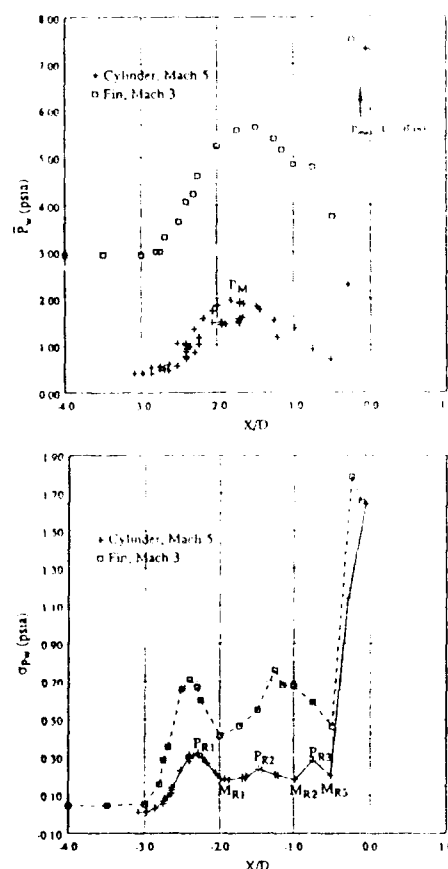 8.00
7.00
6.00
5.00
4.00
3.00
2.00
1.00
0.00
P̄w (psia)
+ Cylinder, Mach 5
□ Fin, Mach 3
PM
-4.0 -3.0 -2.0 -1.0 0.0 1.0
X/D
1.90
1.70
1.50
1.30
1.10
0.90
0.70
0.50
0.30
0.10
-0.10
σPw (psia)
+ Cylinder, Mach 5
□ Fin, Mach 3
PR1
PR2
PR3
MR1
MR2
MR3
-4.0 -3.0 -2.0 -1.0 0.0 1.0
X/D